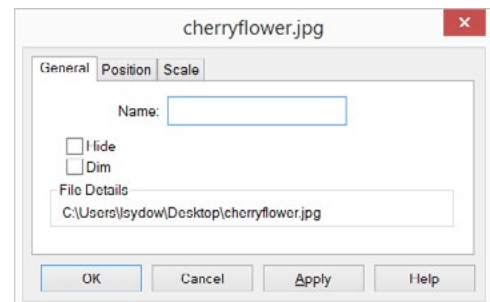 cherryflower.jpg
General Position Scale
Name:
Hide
Dim
File Details
C:\Users\lsydow\Desktop\cherryflower.jpg
OK Cancel Apply Help